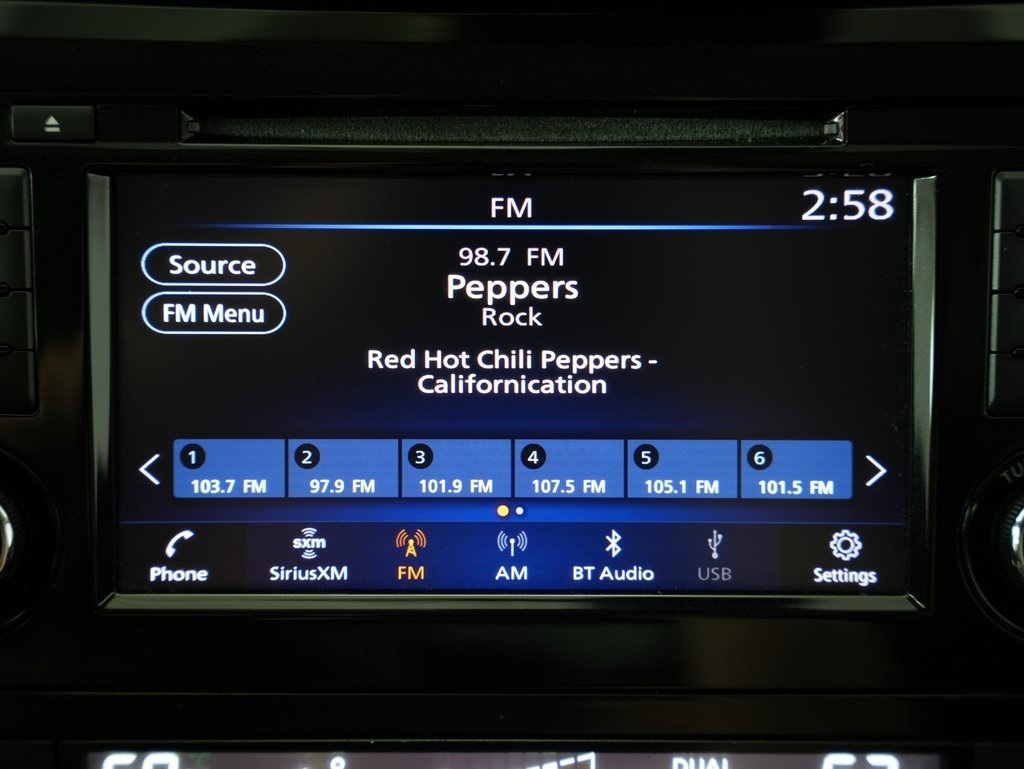 FM
2:58
Source
98.7 FM
Peppers
FM Menu
Rock
Red Hot Chili Peppers -
Californication
1 2 3 4 5 6
103.7 FM 97.9 FM 101.9 FM 107.5 FM 105.1 FM 101.5 FM
sxm
Phone SiriusXM FM AM BT Audio USB Settings
DUAL